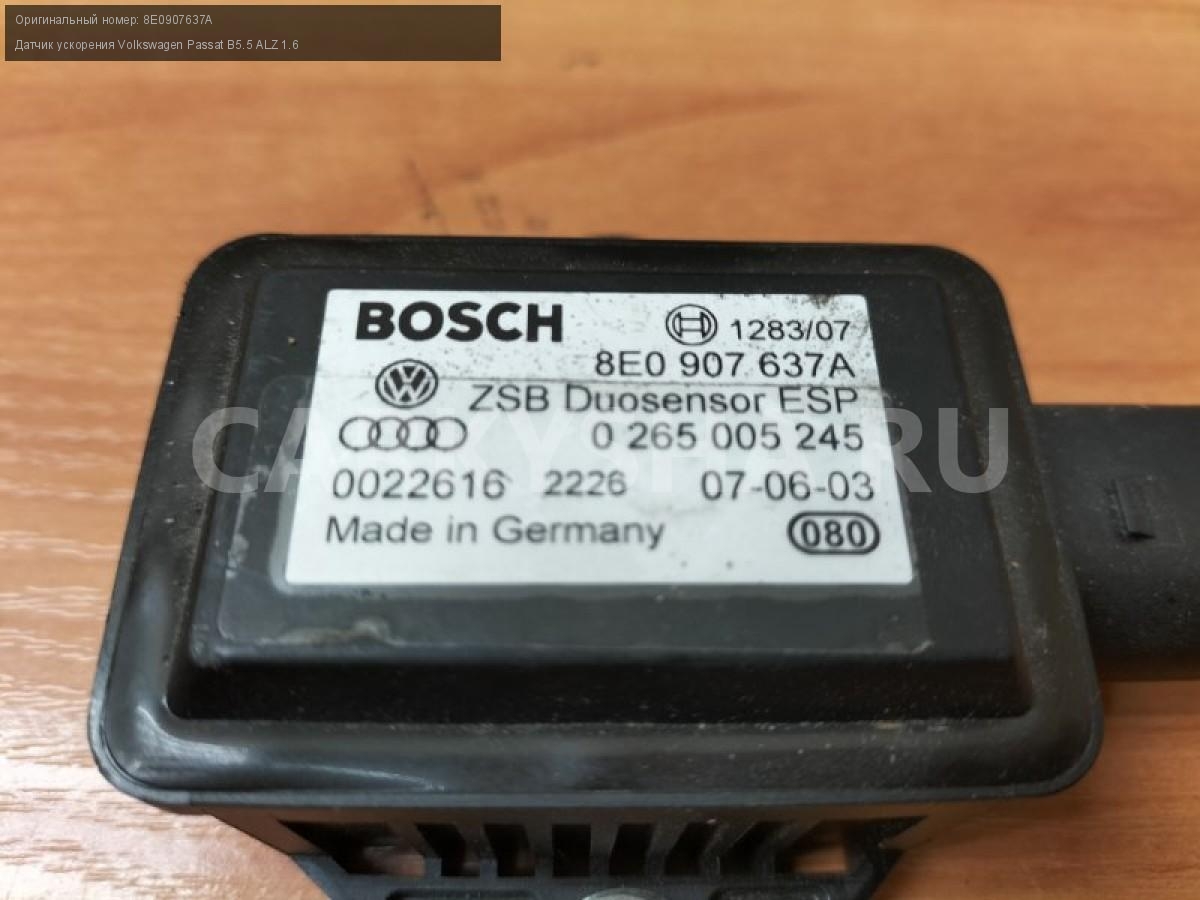 Оригинальный номер: 8E0907637A
Датчик ускорения Volkswagen Passat B5.5 ALZ 1.6
BOSCH 1283/07
8E0 907 637A
ZSB Duosensor ESP
0 265 005 245
0022616 2226 07-06-03
Made in Germany 080